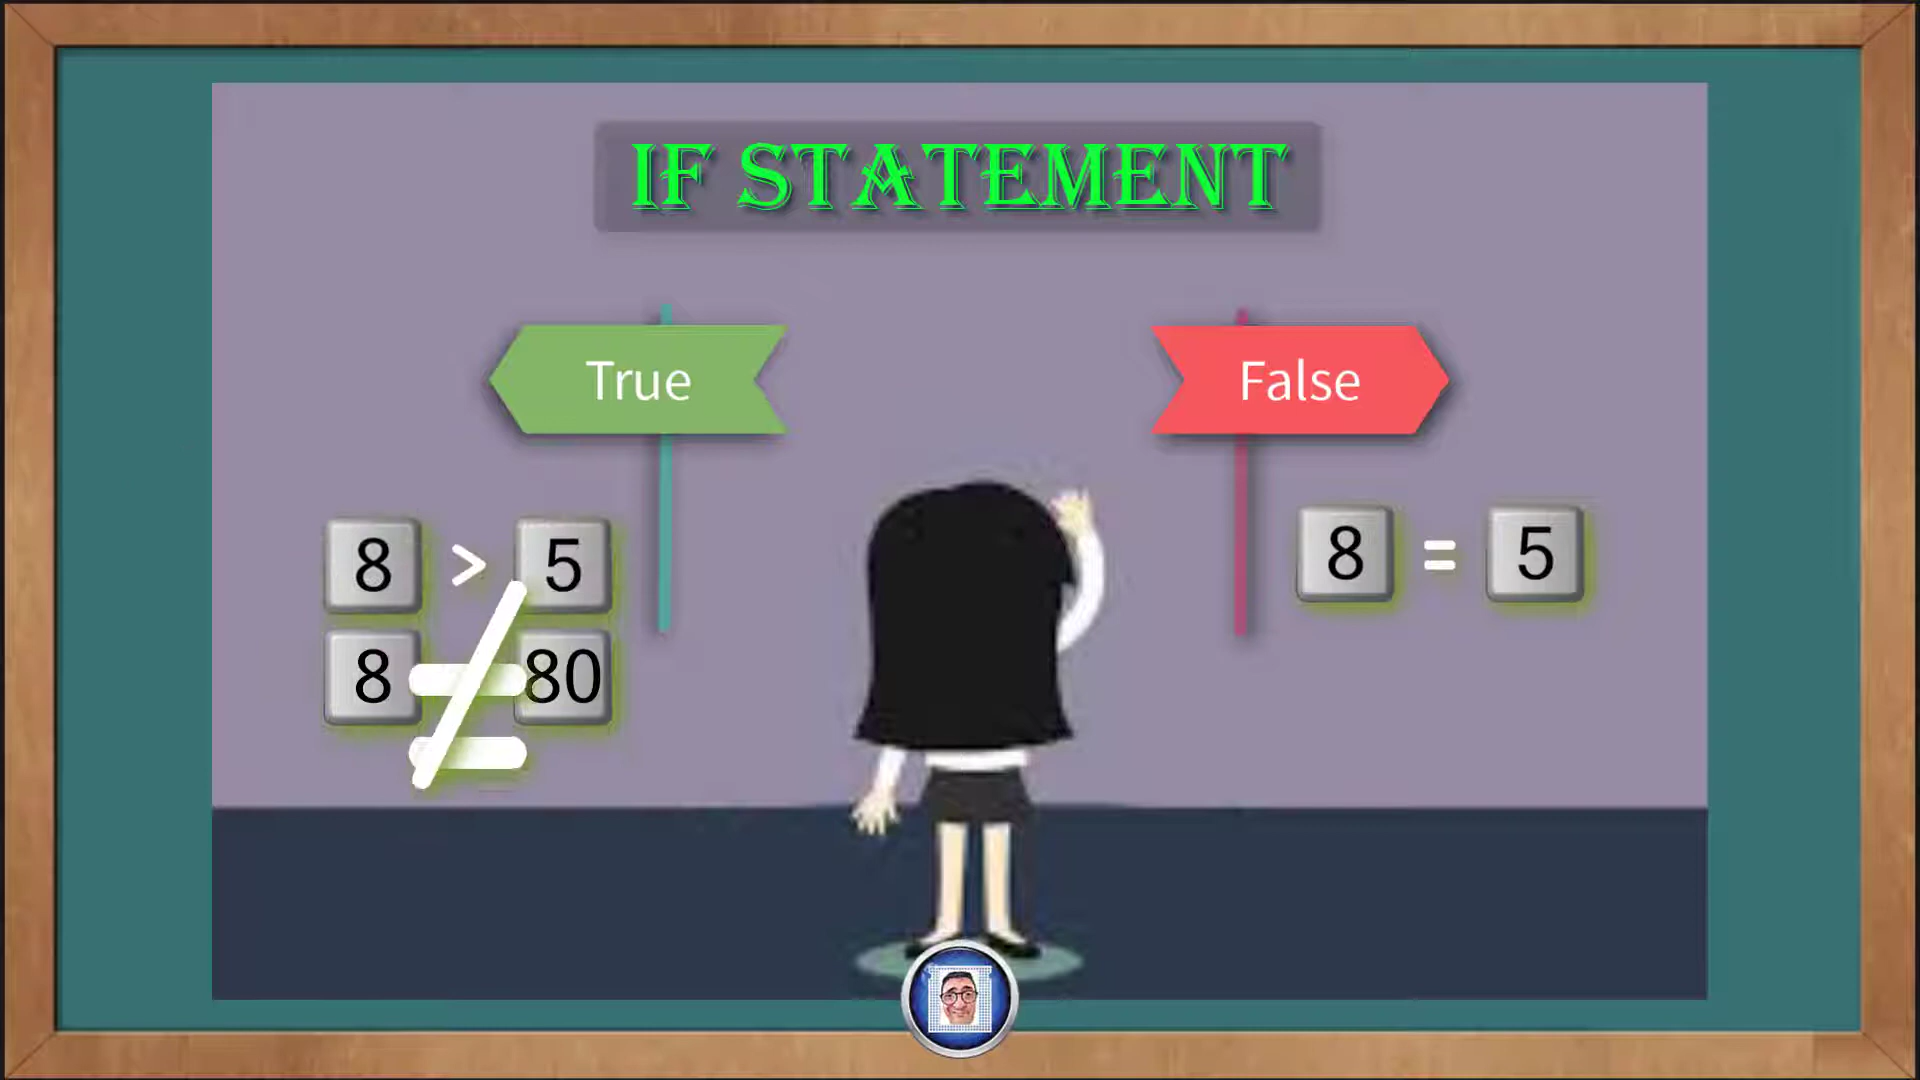 IF STATEMENT
True
False
8 > 5
8 = 5
8 ≠ 80